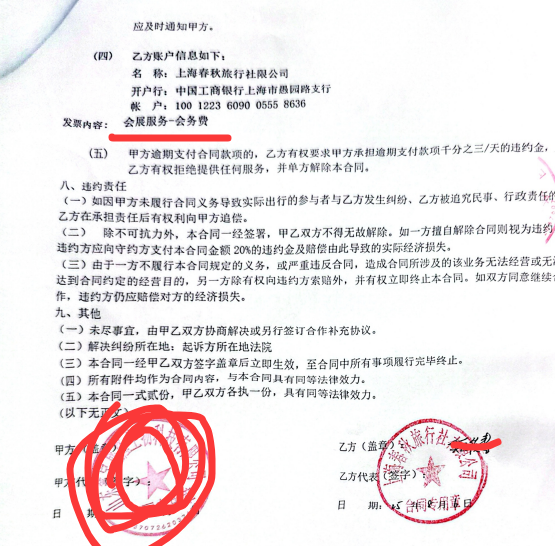 应及时通知甲方。
(四) 乙方账户信息如下:
名 称: 上海春秋旅行社限公司
开户行: 中国工商银行上海市愚园路支行
帐 户: 100 1223 6090 0555 8636
发票内容: 会展服务-会务费
(五) 甲方逾期支付合同款项的, 乙方有权要求甲方承担逾期支付款项千分之三/天的违约金,
乙方有权拒绝提供任何服务, 并单方解除本合同。
八、违约责任
(一) 如因甲方未履行合同义务导致实际出行的参与者与乙方发生纠纷、乙方被追究民事、行政责任的
乙方在承担责任后有权利向甲方追偿。
(二) 除不可抗力外, 本合同一经签署, 甲乙双方不得无故解除。如一方擅自解除合同则视为违约
违约方应向守约方支付本合同金额 20%的违约金及赔偿由此导致的实际经济损失。
(三) 由于一方不履行本合同规定的义务, 或严重违反合同, 造成合同所涉及的该业务无法经营或无
达到合同约定的经营目的, 另一方除有权向违约方索赔外, 并有权立即终止本合同。如双方同意继续
作, 违约方仍应赔偿对方的经济损失。
九、其他
(一) 未尽事宜, 由甲乙双方协商解决或另行签订合作补充协议。
(二) 解决纠纷所在地: 起诉方所在地法院
(三) 本合同一经甲乙双方签字盖章后立即生效, 至合同中所有事项履行完毕终止。
(四) 所有附件均作为合同内容, 与本合同具有同等法律效力。
(五) 本合同一式贰份, 甲乙双方各执一份, 具有同等法律效力。
(以下无正文)
甲方(盖章)
乙方(盖章)
甲方代 (签字):
乙方代表(签字):
日 期:
日 期:
上海春秋旅行社有限公司
合同专用章